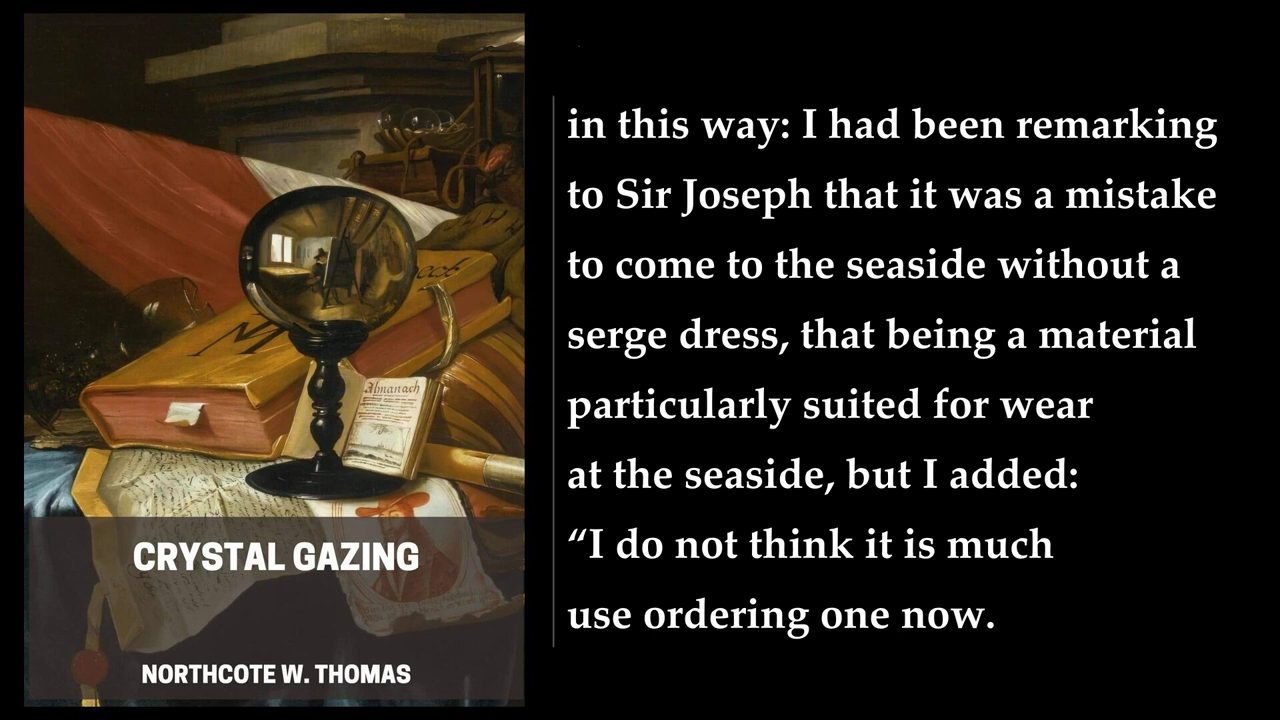 CRYSTAL GAZING
NORTHCOTE W. THOMAS
Almanach
M
in this way: I had been remarking
to Sir Joseph that it was a mistake
to come to the seaside without a
serge dress, that being a material
particularly suited for wear
at the seaside, but I added:
“I do not think it is much
use ordering one now.